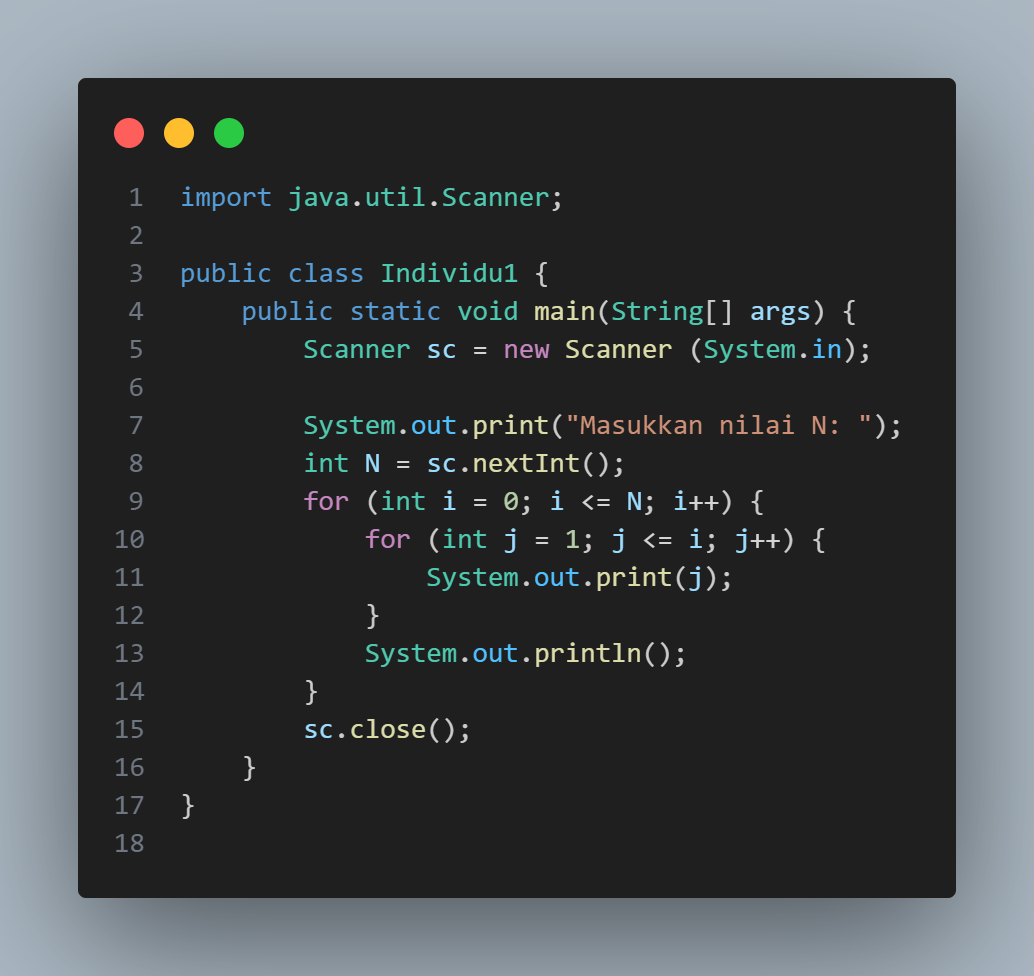 1 import java.util.Scanner;
2
3 public class Individu1 {
4     public static void main(String[] args) {
5         Scanner sc = new Scanner (System.in);
6
7         System.out.print("Masukkan nilai N: ");
8         int N = sc.nextInt();
9         for (int i = 0; i <= N; i++) {
10             for (int j = 1; j <= i; j++) {
11                 System.out.print(j);
12             }
13             System.out.println();
14         }
15         sc.close();
16     }
17 }
18